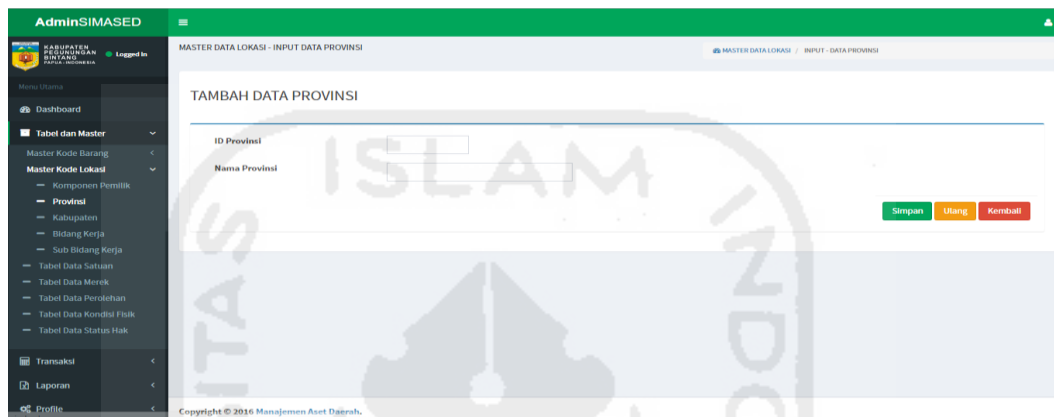 AdminSIMASED
KABUPATEN
PEGUNUNGAN
BINTANG
PAPUA-INDONESIA
Logged in
Menu Utama
Dashboard
Tabel dan Master
Master Kode Barang
Master Kode Lokasi
Komponen Pemilik
Provinsi
Kabupaten
Bidang Kerja
Sub Bidang Kerja
Tabel Data Satuan
Tabel Data Merek
Tabel Data Perolehan
Tabel Data Kondisi Fisik
Tabel Data Status Hak
Transaksi
Laporan
Profile
MASTER DATA LOKASI - INPUT DATA PROVINSI
MASTER DATA LOKASI / INPUT - DATA PROVINSI
TAMBAH DATA PROVINSI
ID Provinsi
Nama Provinsi
Simpan Ulang Kembali
ISLAM
Copyright © 2016 Manajemen Aset Daerah.